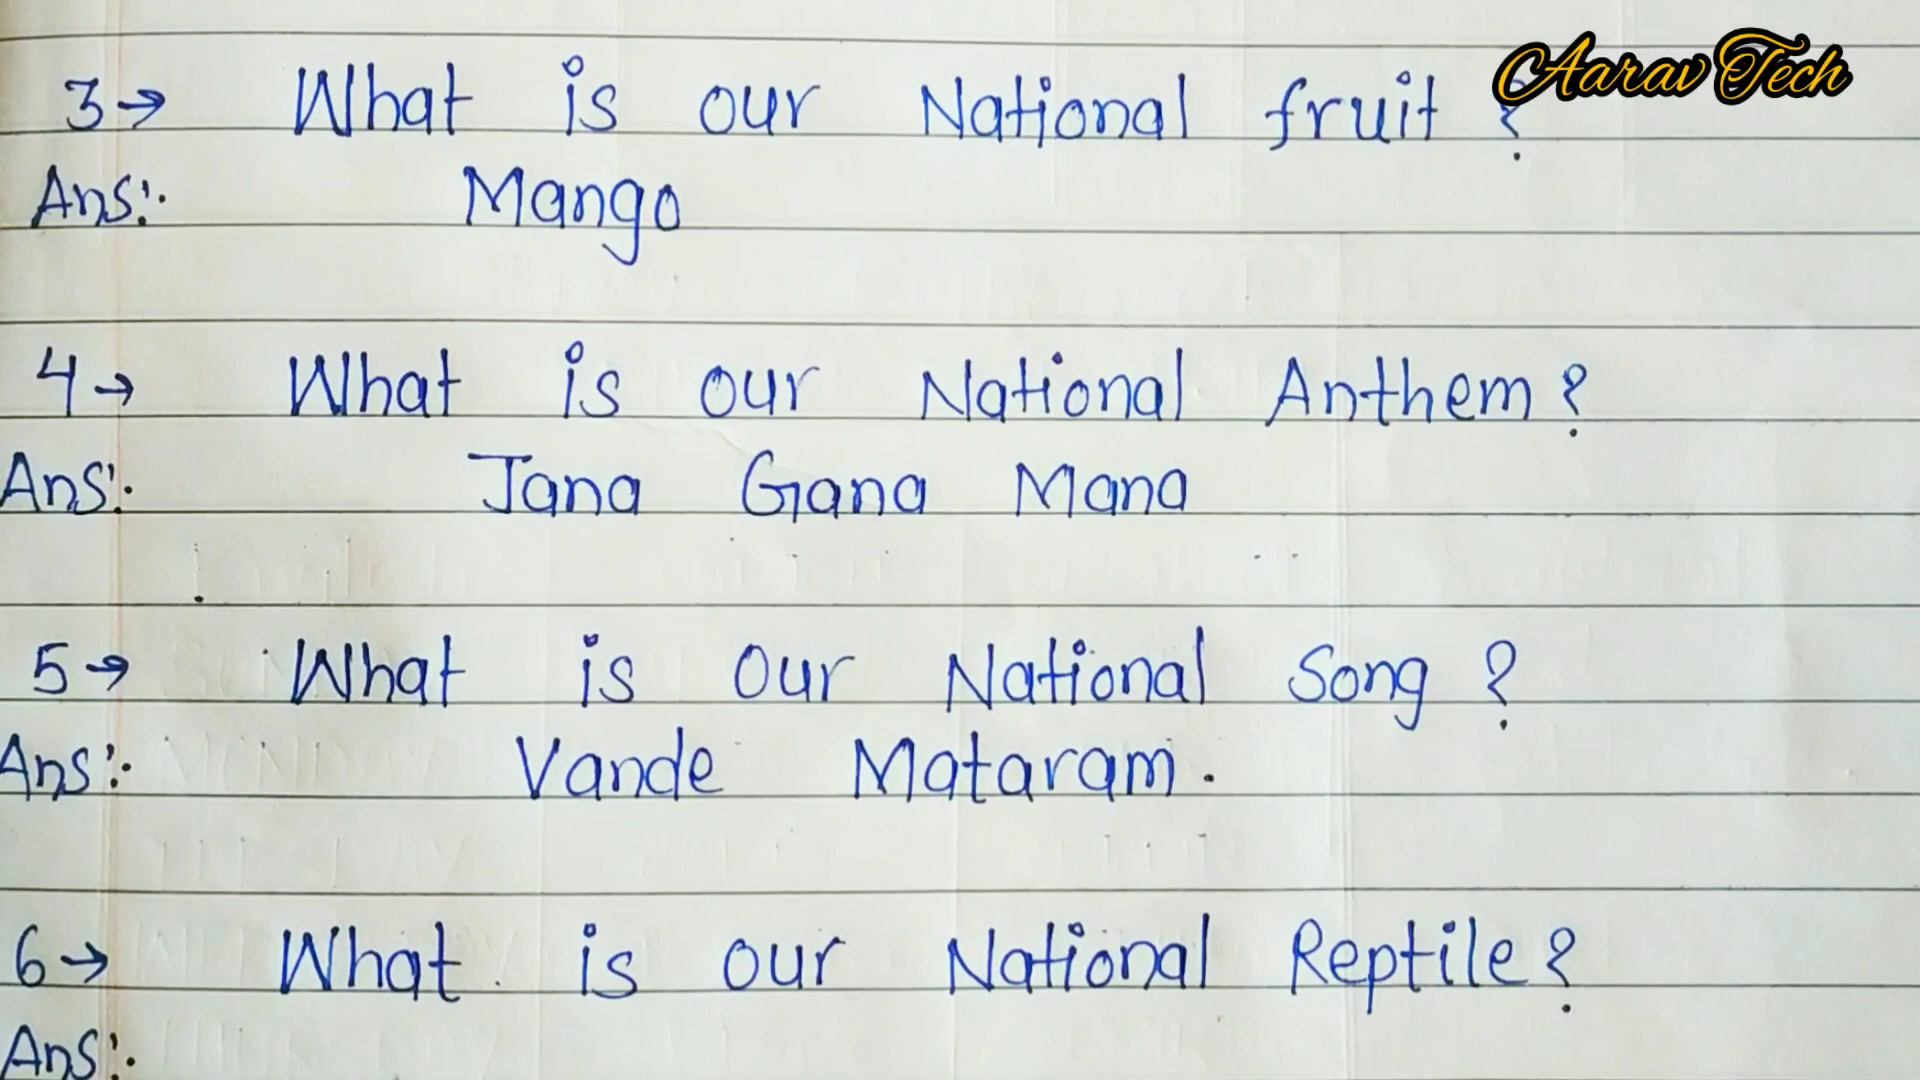 Aarav Tech
3→ What is our National fruit ?
Ans:. Mango
4→ What is our National Anthem?
Ans:. Jana Gana Mana
5→ What is our National Song ?
Ans:. Vande Mataram.
6→ What is our National Reptile?
Ans:.